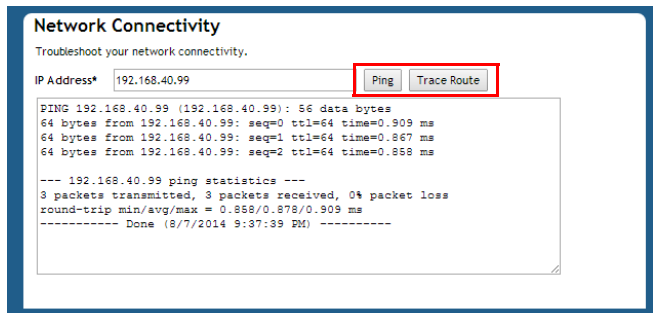 Network Connectivity
Troubleshoot your network connectivity.
IP Address* 192.168.40.99 Ping Trace Route
PING 192.168.40.99 (192.168.40.99): 56 data bytes
64 bytes from 192.168.40.99: seq=0 ttl=64 time=0.909 ms
64 bytes from 192.168.40.99: seq=1 ttl=64 time=0.867 ms
64 bytes from 192.168.40.99: seq=2 ttl=64 time=0.858 ms
--- 192.168.40.99 ping statistics ---
3 packets transmitted, 3 packets received, 0% packet loss
round-trip min/avg/max = 0.858/0.878/0.909 ms
----------- Done (8/7/2014 9:37:39 PM) ----------